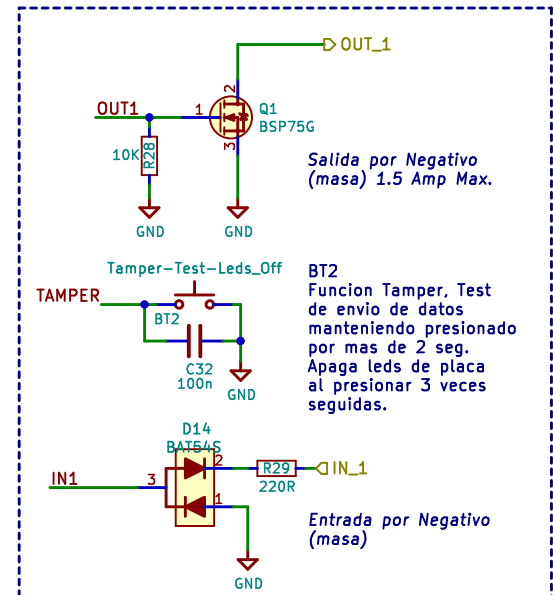 OUT_1
2
OUT1
1
Q1
BSP75G
3
10K
R28
Salida por Negativo
(masa) 1.5 Amp Max.
GND
GND
Tamper-Test-Leds_Off
TAMPER
BT2
C32
100n
GND
BT2
Funcion Tamper, Test
de envio de datos
manteniendo presionado
por mas de 2 seg.
Apaga leds de placa
al presionar 3 veces
seguidas.
D14
BAT54S
2
R29
IN_1
IN1
3
220R
1
Entrada por Negativo
(masa)
GND